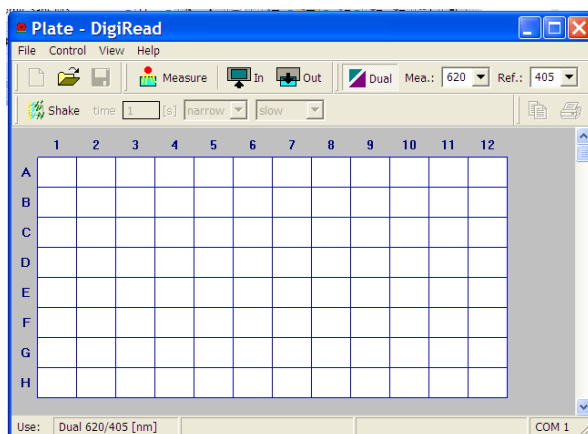 Plate - DigiRead
File Control View Help
Measure In Out Dual Mea.: 620 Ref.: 405
Shake time 1 [s] narrow slow
1 2 3 4 5 6 7 8 9 10 11 12
A
B
C
D
E
F
G
H
Use: Dual 620/405 [nm] COM 1